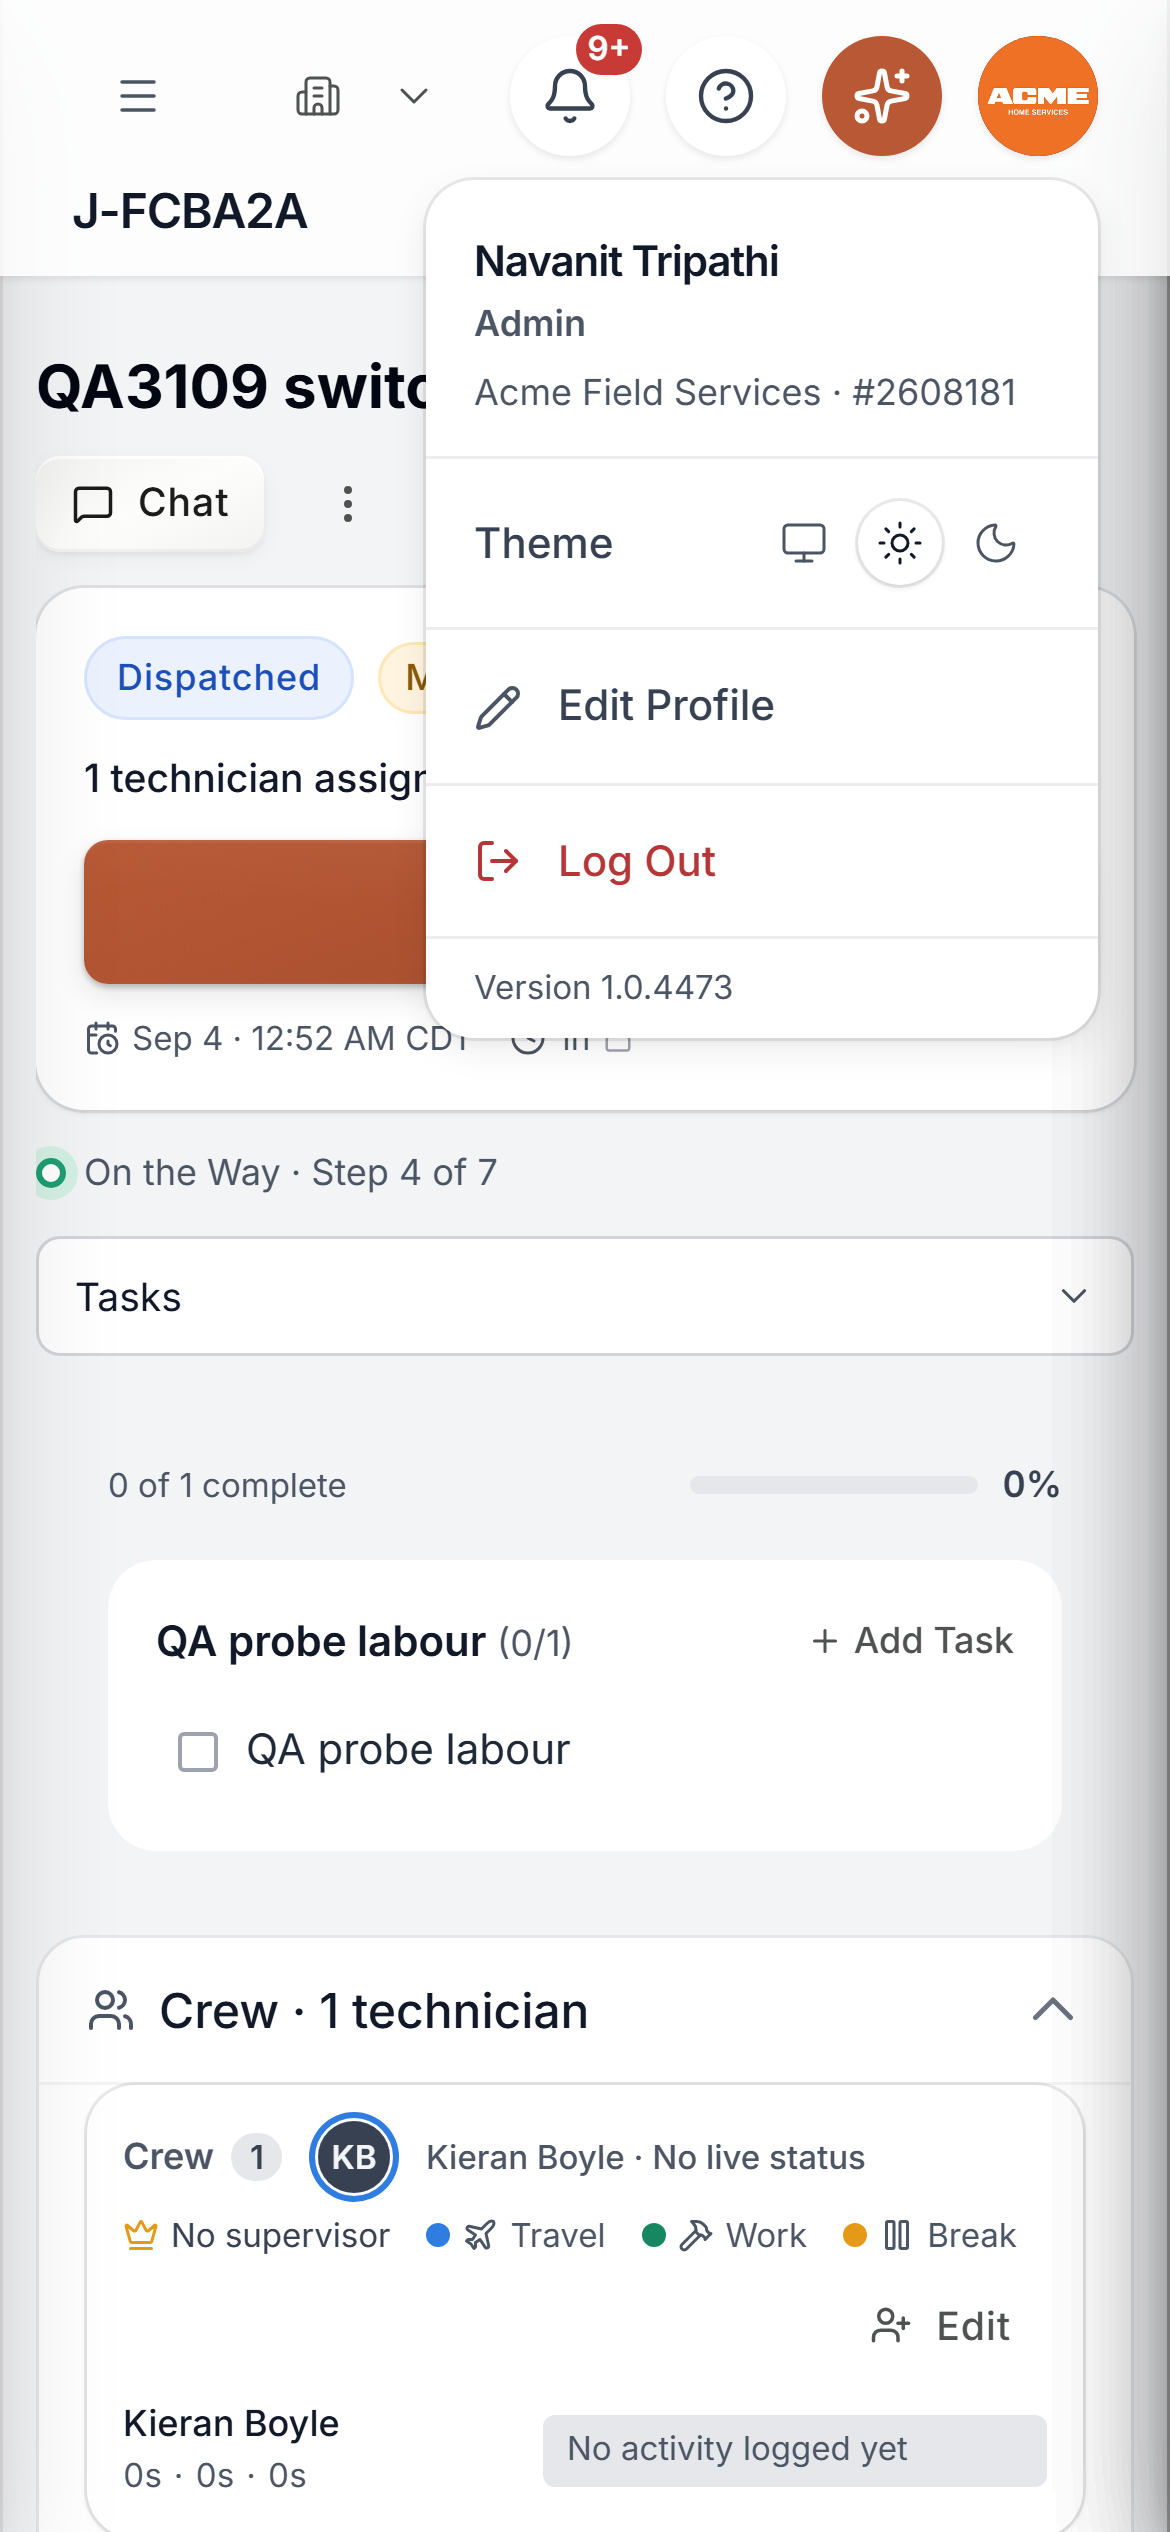 9+
ACME
HOME SERVICES
J-FCBA2A
Navanit Tripathi
Admin
Acme Field Services · #2608181
QA3109
Chat
Theme
Dispatched
Edit Profile
1 technician
Log Out
Version 1.0.4473
Sep 4 · 12:52 AM CDT in
On the Way · Step 4 of 7
Tasks
0 of 1 complete 0%
QA probe labour (0/1) + Add Task
QA probe labour
Crew · 1 technician
Crew 1 KB Kieran Boyle · No live status
No supervisor Travel Work Break
Edit
Kieran Boyle
No activity logged yet
0s · 0s · 0s